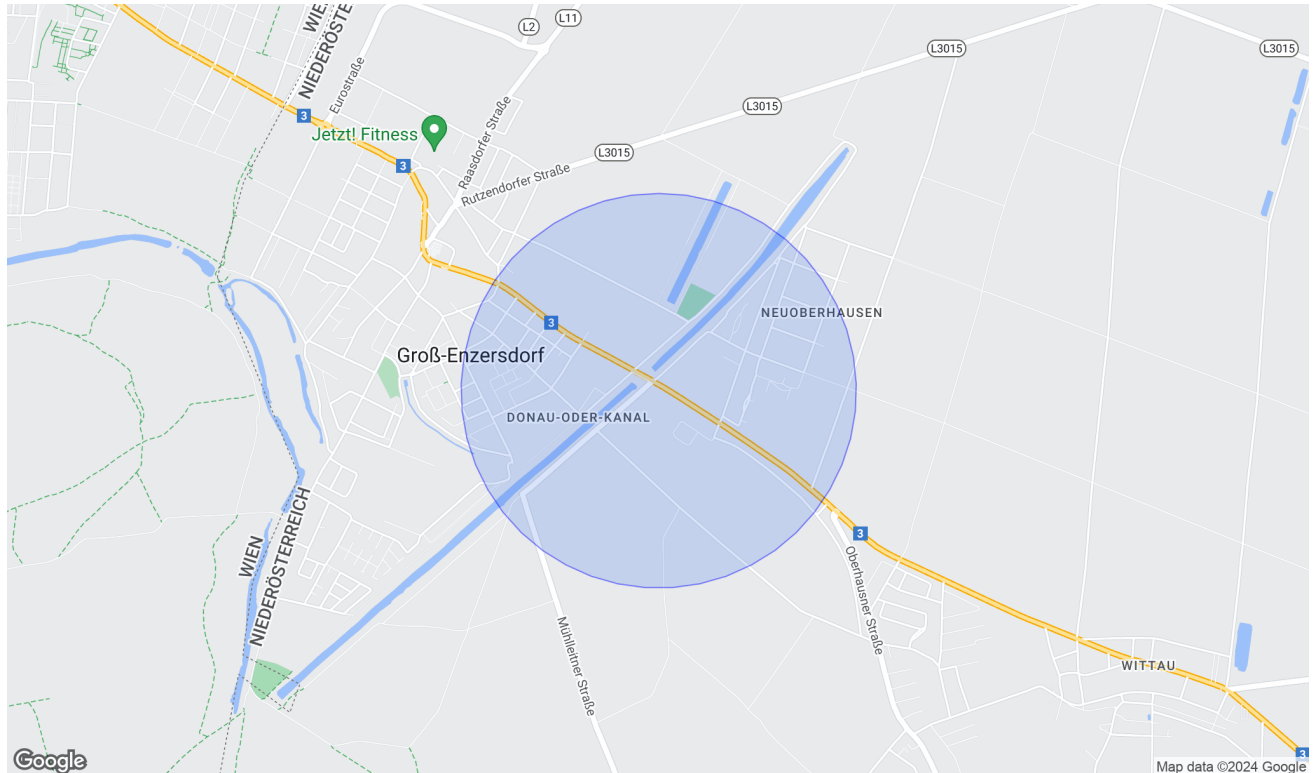 L2
L11
L3015
L3015
WIEN
NIEDERÖSTERREICH
Eurostraße
3
Jetzt! Fitness
3
L3015
Raasdorfer Straße
L3015
Rutzendorfer Straße
NEUOBERHAUSEN
3
Groß-Enzersdorf
DONAU-ODER-KANAL
WIEN
NIEDERÖSTERREICH
3
Oberhausner Straße
Mühlleitner Straße
WITTAU
3
Google
Map data ©2024 Google